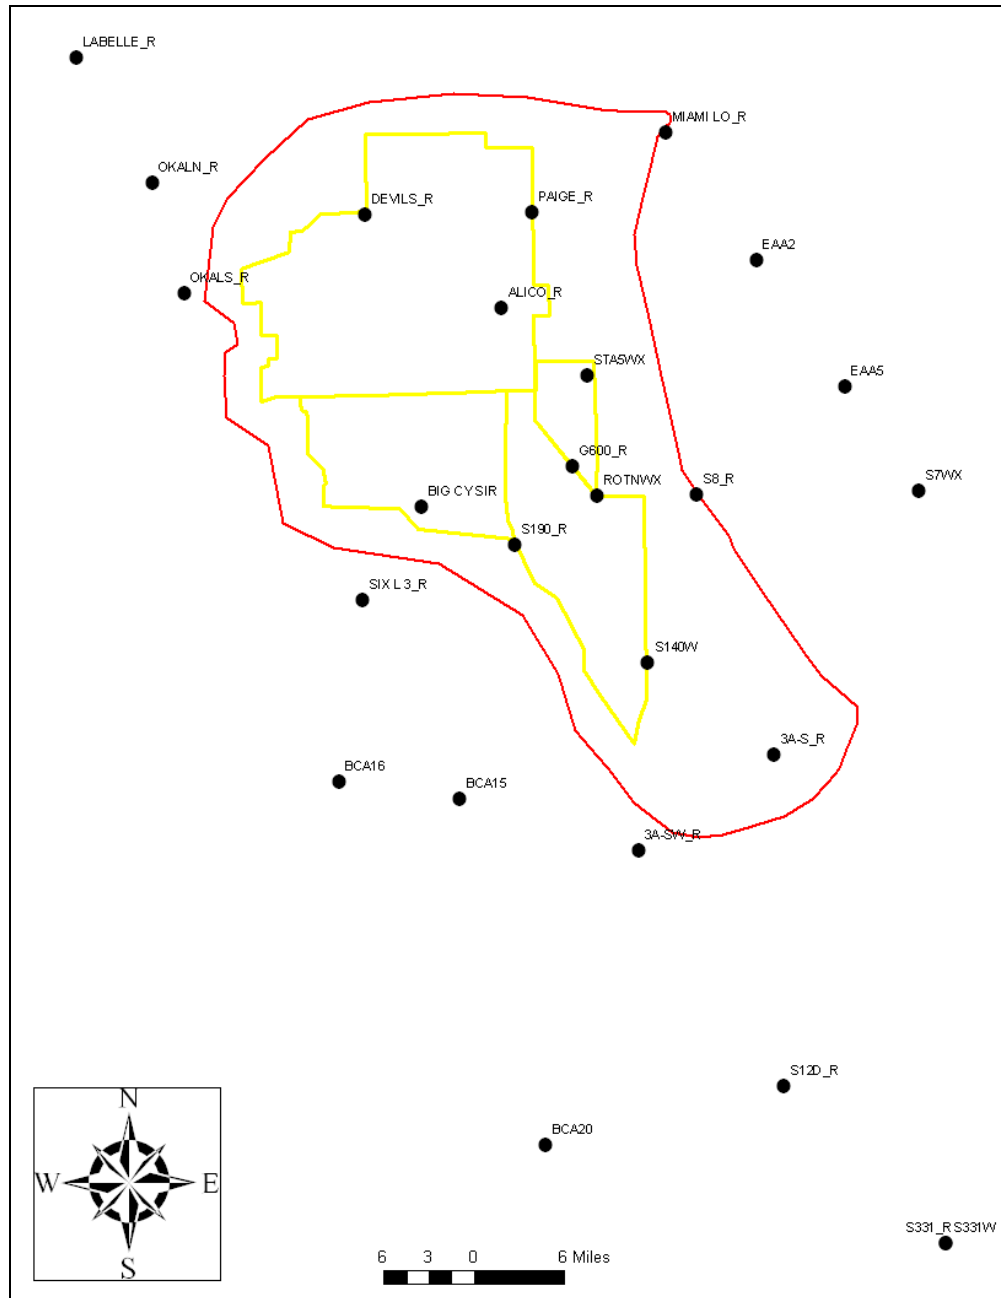 LABELLE_R
MIAMI LO_R
OKALN_R
DEVILS_R
PAIGE_R
EAA2
OKALS_R
ALICO_R
STA5WX
EAA5
G600_R
ROTNWX
S8_R
S7WX
BIG CYSIR
S190_R
SIX L 3_R
S140W
3A-S_R
BCA16
BCA15
3A-SW_R
S12D_R
BCA20
S331_R S331W
N
W E
S
6 3 0 6 Miles